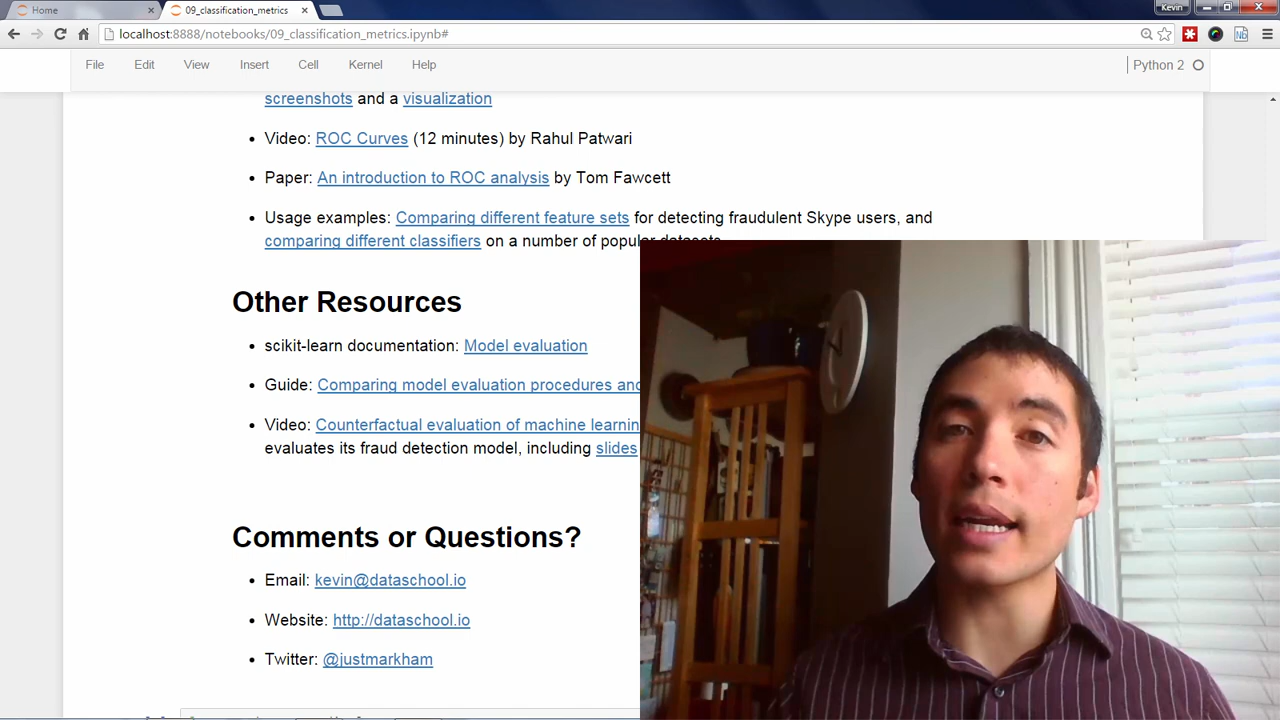 Home
09_classification_metrics
Kevin
localhost:8888/notebooks/09_classification_metrics.ipynb#
File Edit View Insert Cell Kernel Help
Python 2
screenshots and a visualization
Video: ROC Curves (12 minutes) by Rahul Patwari
Paper: An introduction to ROC analysis by Tom Fawcett
Usage examples: Comparing different feature sets for detecting fraudulent Skype users, and
comparing different classifiers on a number of popular datasets.
Other Resources
scikit-learn documentation: Model evaluation
Guide: Comparing model evaluation procedures and
Video: Counterfactual evaluation of machine learnin
evaluates its fraud detection model, including slides
Comments or Questions?
Email: kevin@dataschool.io
Website: http://dataschool.io
Twitter: @justmarkham